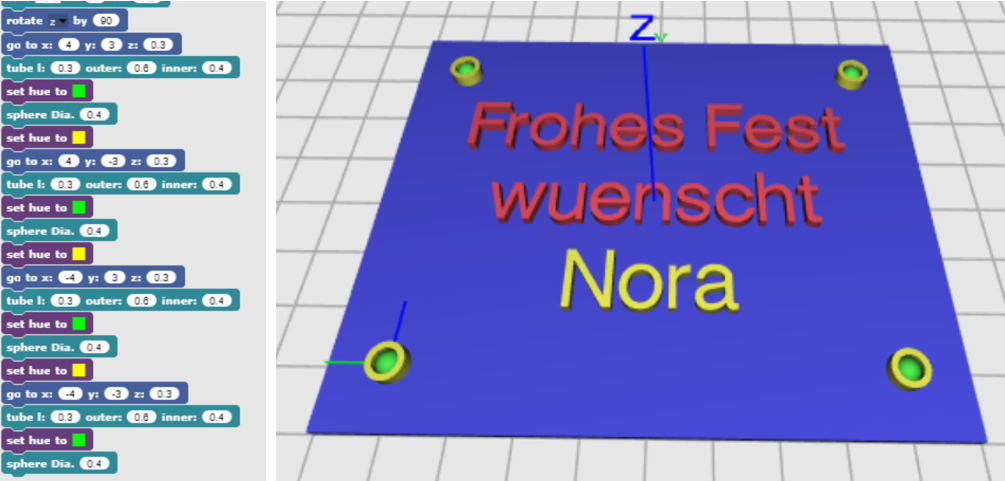 rotate z by 90
go to x: 4 y: 3 z: 0.3
tube l: 0.3 outer: 0.6 inner: 0.4
set hue to
sphere Dia. 0.4
set hue to
go to x: 4 y: -3 z: 0.3
tube l: 0.3 outer: 0.6 inner: 0.4
set hue to
sphere Dia. 0.4
set hue to
go to x: -4 y: 3 z: 0.3
tube l: 0.3 outer: 0.6 inner: 0.4
set hue to
sphere Dia. 0.4
set hue to
go to x: -4 y: -3 z: 0.3
tube l: 0.3 outer: 0.6 inner: 0.4
set hue to
sphere Dia. 0.4
Z
Y
Frohes Fest
wuenscht
Nora